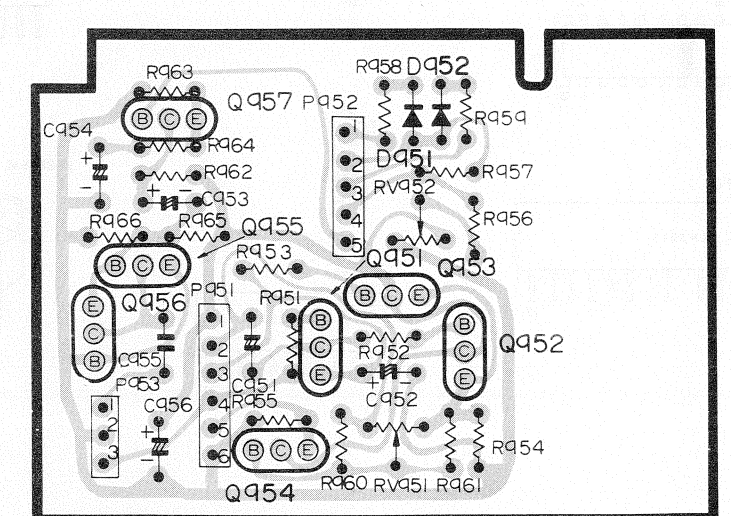 R963
Q957
B C E
C954
+
-
R964
R962
+ -
C953
R966
R965
Q955
B C E
Q956
E
C
B
R953
P951
1
2
3
4
5
6
R951
C951
C955
P953
1
2
3
C956
+
-
R955
B C E
Q954
P952
1
2
3
4
5
R958
D952
R959
D951
R957
RV952
R956
Q951
B
C
E
Q953
B C E
R952
+ -
C952
B
C
E
Q952
R960
RV951
R961
R954